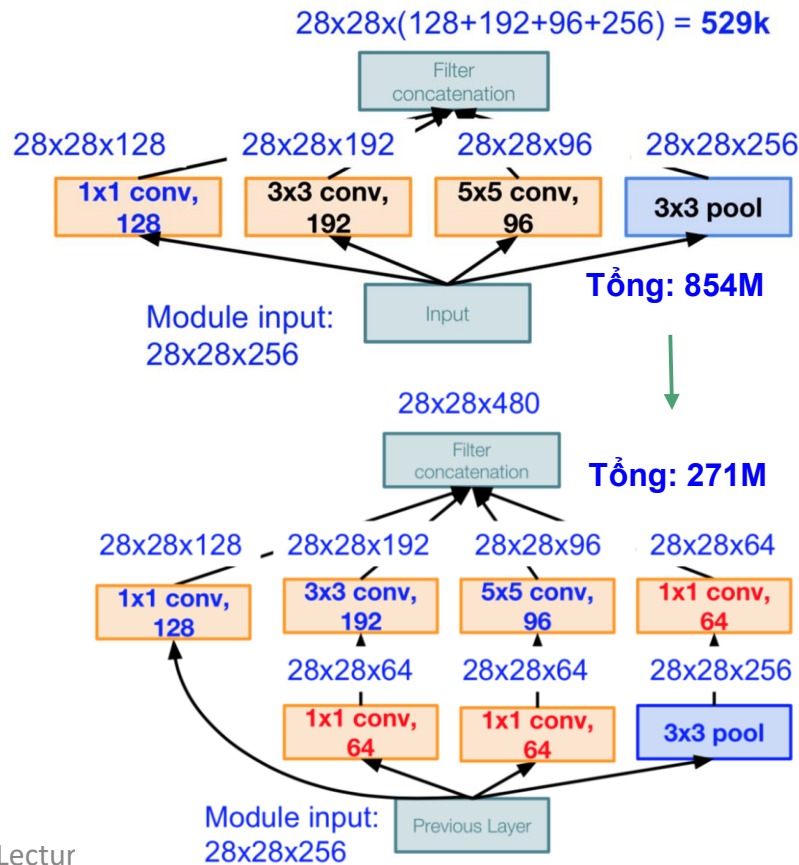 28x28x(128+192+96+256) = 529k
Filter
concatenation
28x28x128
28x28x192
28x28x96
28x28x256
1x1 conv,
128
3x3 conv,
192
5x5 conv,
96
3x3 pool
Tổng: 854M
Input
Module input:
28x28x256
28x28x480
Filter
concatenation
Tổng: 271M
28x28x128
28x28x192
28x28x96
28x28x64
1x1 conv,
128
3x3 conv,
192
5x5 conv,
96
1x1 conv,
64
28x28x64
28x28x64
28x28x256
1x1 conv,
64
1x1 conv,
64
3x3 pool
Module input:
28x28x256
Previous Layer
Lectur